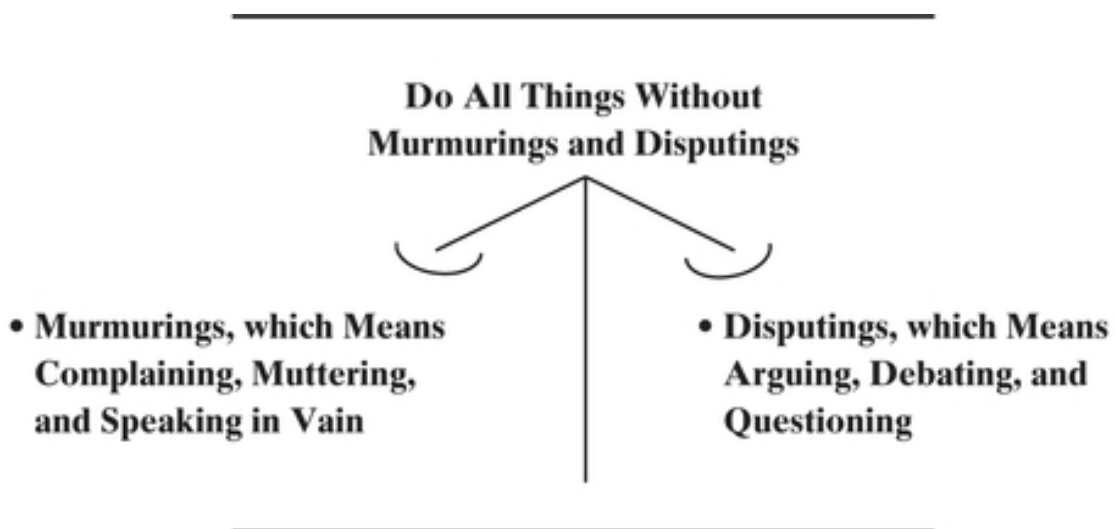 Do All Things Without
Murmurings and Disputings
• Murmurings, which Means
Complaining, Muttering,
and Speaking in Vain
• Disputings, which Means
Arguing, Debating, and
Questioning